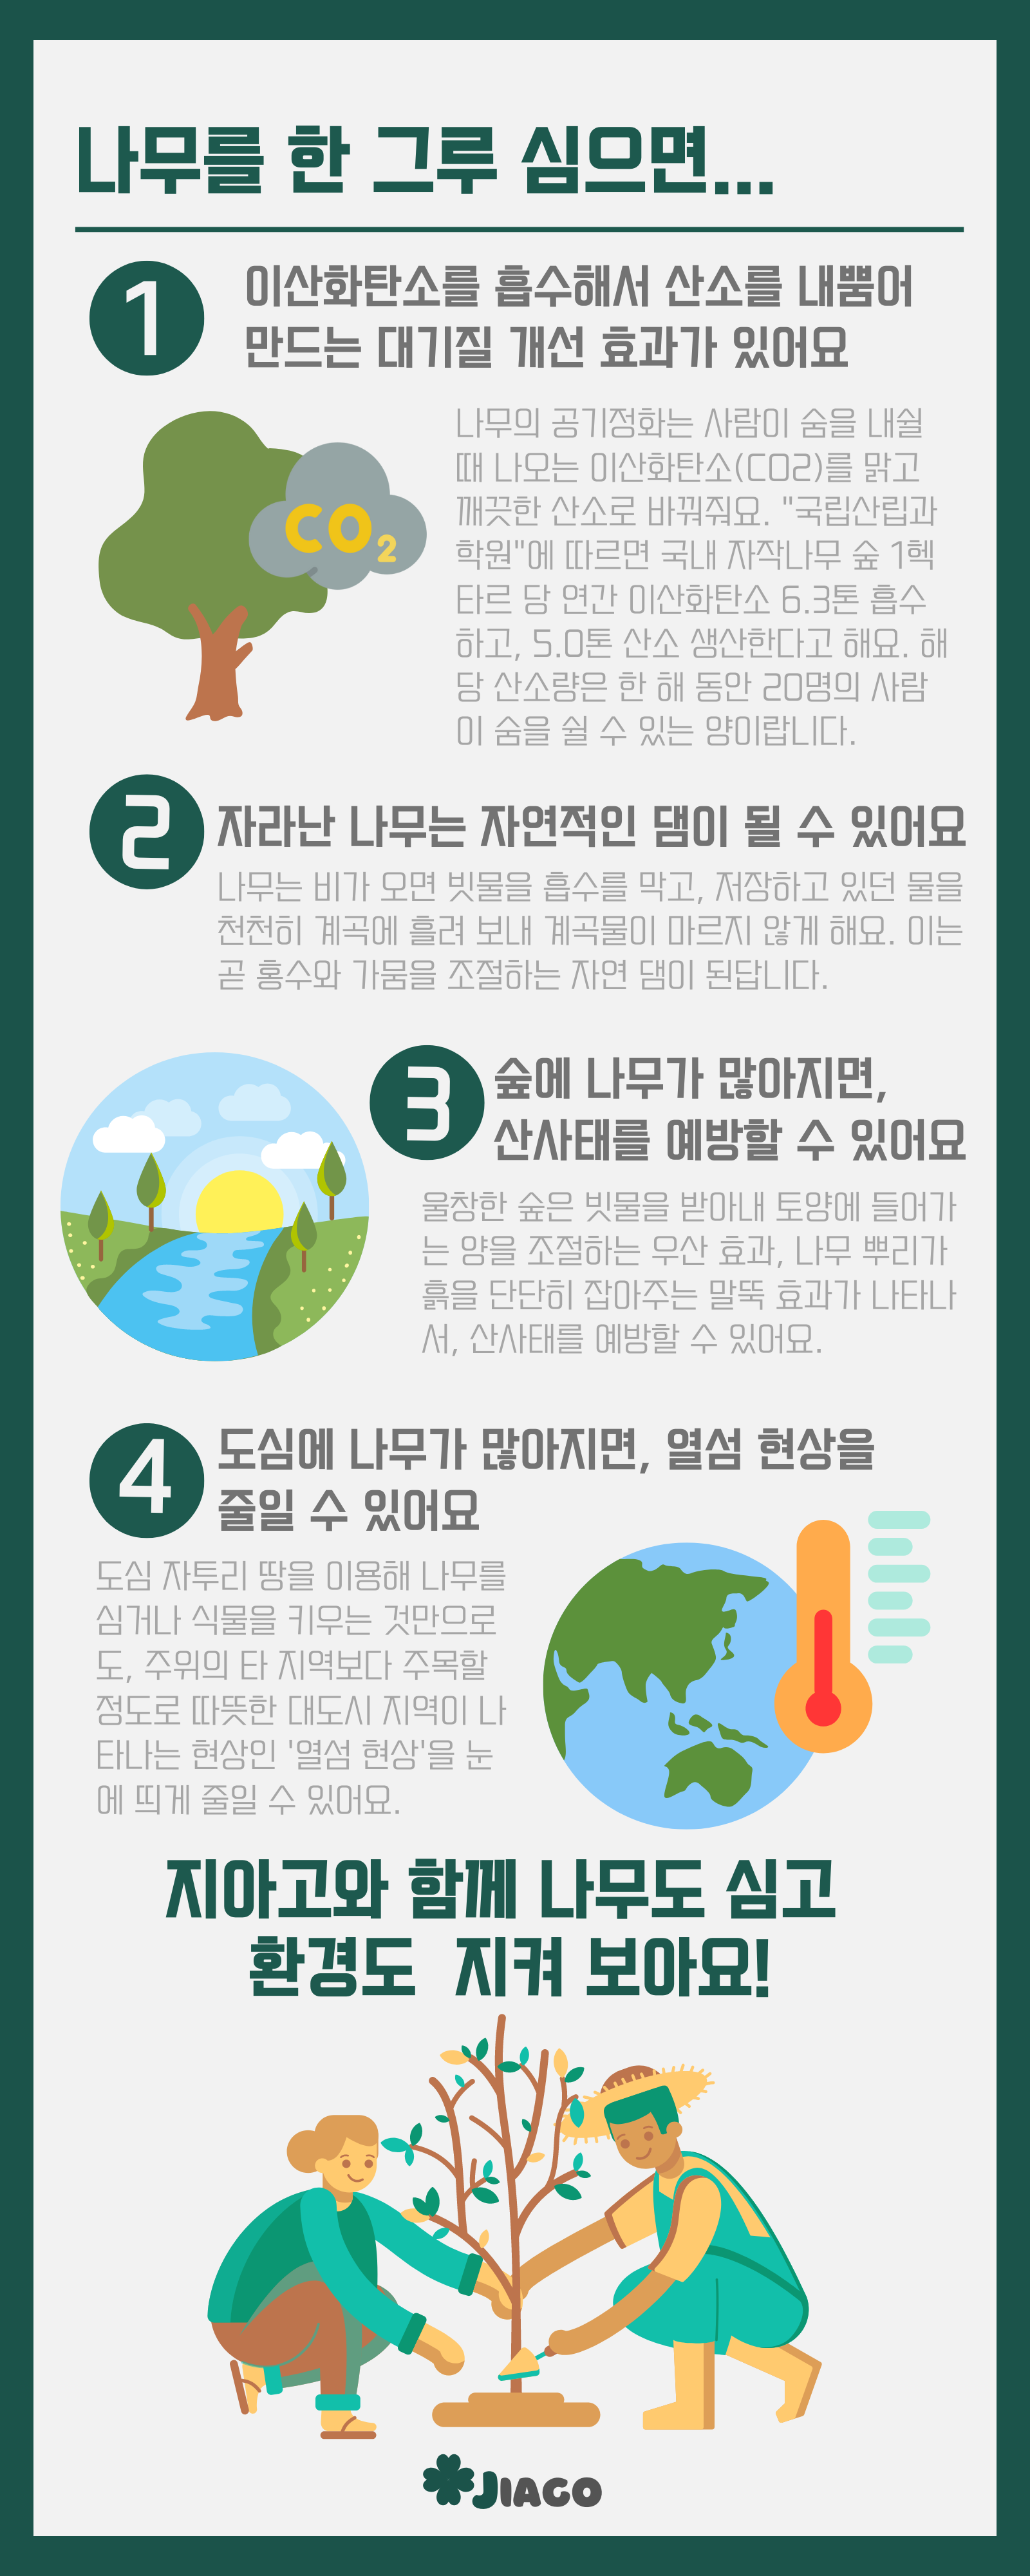 나무를 한 그루 심으면...
1
이산화탄소를 흡수해서 산소를 내뿜어
만드는 대기질 개선 효과가 있어요
나무의 공기정화는 사람이 숨을 내쉴
때 나오는 이산화탄소(CO2)를 맑고
깨끗한 산소로 바꿔줘요. "국립산립과
학원"에 따르면 국내 자작나무 숲 1헥
타르 당 연간 이산화탄소 6.3톤 흡수
하고, 5.0톤 산소 생산한다고 해요. 해
당 산소량은 한 해 동안 20명의 사람
이 숨을 쉴 수 있는 양이랍니다.
CO2
2
자라난 나무는 자연적인 댐이 될 수 있어요
나무는 비가 오면 빗물을 흡수를 막고, 저장하고 있던 물을
천천히 계곡에 흘려 보내 계곡물이 마르지 않게 해요. 이는
곧 홍수와 가뭄을 조절하는 자연 댐이 된답니다.
3
숲에 나무가 많아지면,
산사태를 예방할 수 있어요
울창한 숲은 빗물을 받아내 토양에 들어가
는 양을 조절하는 우산 효과, 나무 뿌리가
흙을 단단히 잡아주는 말뚝 효과가 나타나
서, 산사태를 예방할 수 있어요.
4
도심에 나무가 많아지면, 열섬 현상을
줄일 수 있어요
도심 자투리 땅을 이용해 나무를
심거나 식물을 키우는 것만으로
도, 주위의 타 지역보다 주목할
정도로 따뜻한 대도시 지역이 나
타나는 현상인 '열섬 현상'을 눈
에 띄게 줄일 수 있어요.
지아고와 함께 나무도 심고
환경도 지켜 보아요!
JIAGO